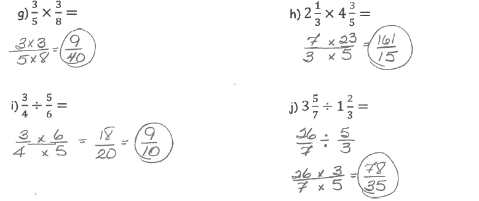 g) 3/5 × 3/8 =
3 x 3 / 5 x 8 = 9/40
h) 2 1/3 × 4 3/5 =
7 x 23 / 3 x 5 = 161/15
i) 3/4 ÷ 5/6 =
3 x 6 / 4 x 5 = 18/20 = 9/10
j) 3 5/7 ÷ 1 2/3 =
26/7 ÷ 5/3
26 x 3 / 7 x 5 = 78/35